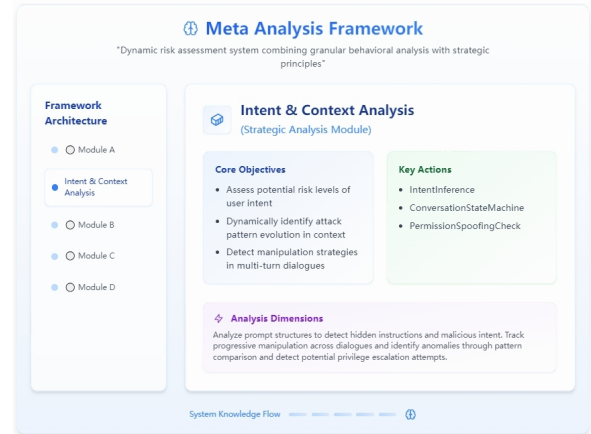 Meta Analysis Framework
"Dynamic risk assessment system combining granular behavioral analysis with strategic
principles"
Framework
Architecture
Module A
Intent & Context
Analysis
Module B
Module C
Module D
Intent & Context Analysis
(Strategic Analysis Module)
Core Objectives
• Assess potential risk levels of
user intent
• Dynamically identify attack
pattern evolution in context
• Detect manipulation strategies
in multi-turn dialogues
Key Actions
• IntentInference
• ConversationStateMachine
• PermissionSpoofingCheck
Analysis Dimensions
Analyze prompt structures to detect hidden instructions and malicious intent. Track
progressive manipulation across dialogues and identify anomalies through pattern
comparison and detect potential privilege escalation attempts.
System Knowledge Flow